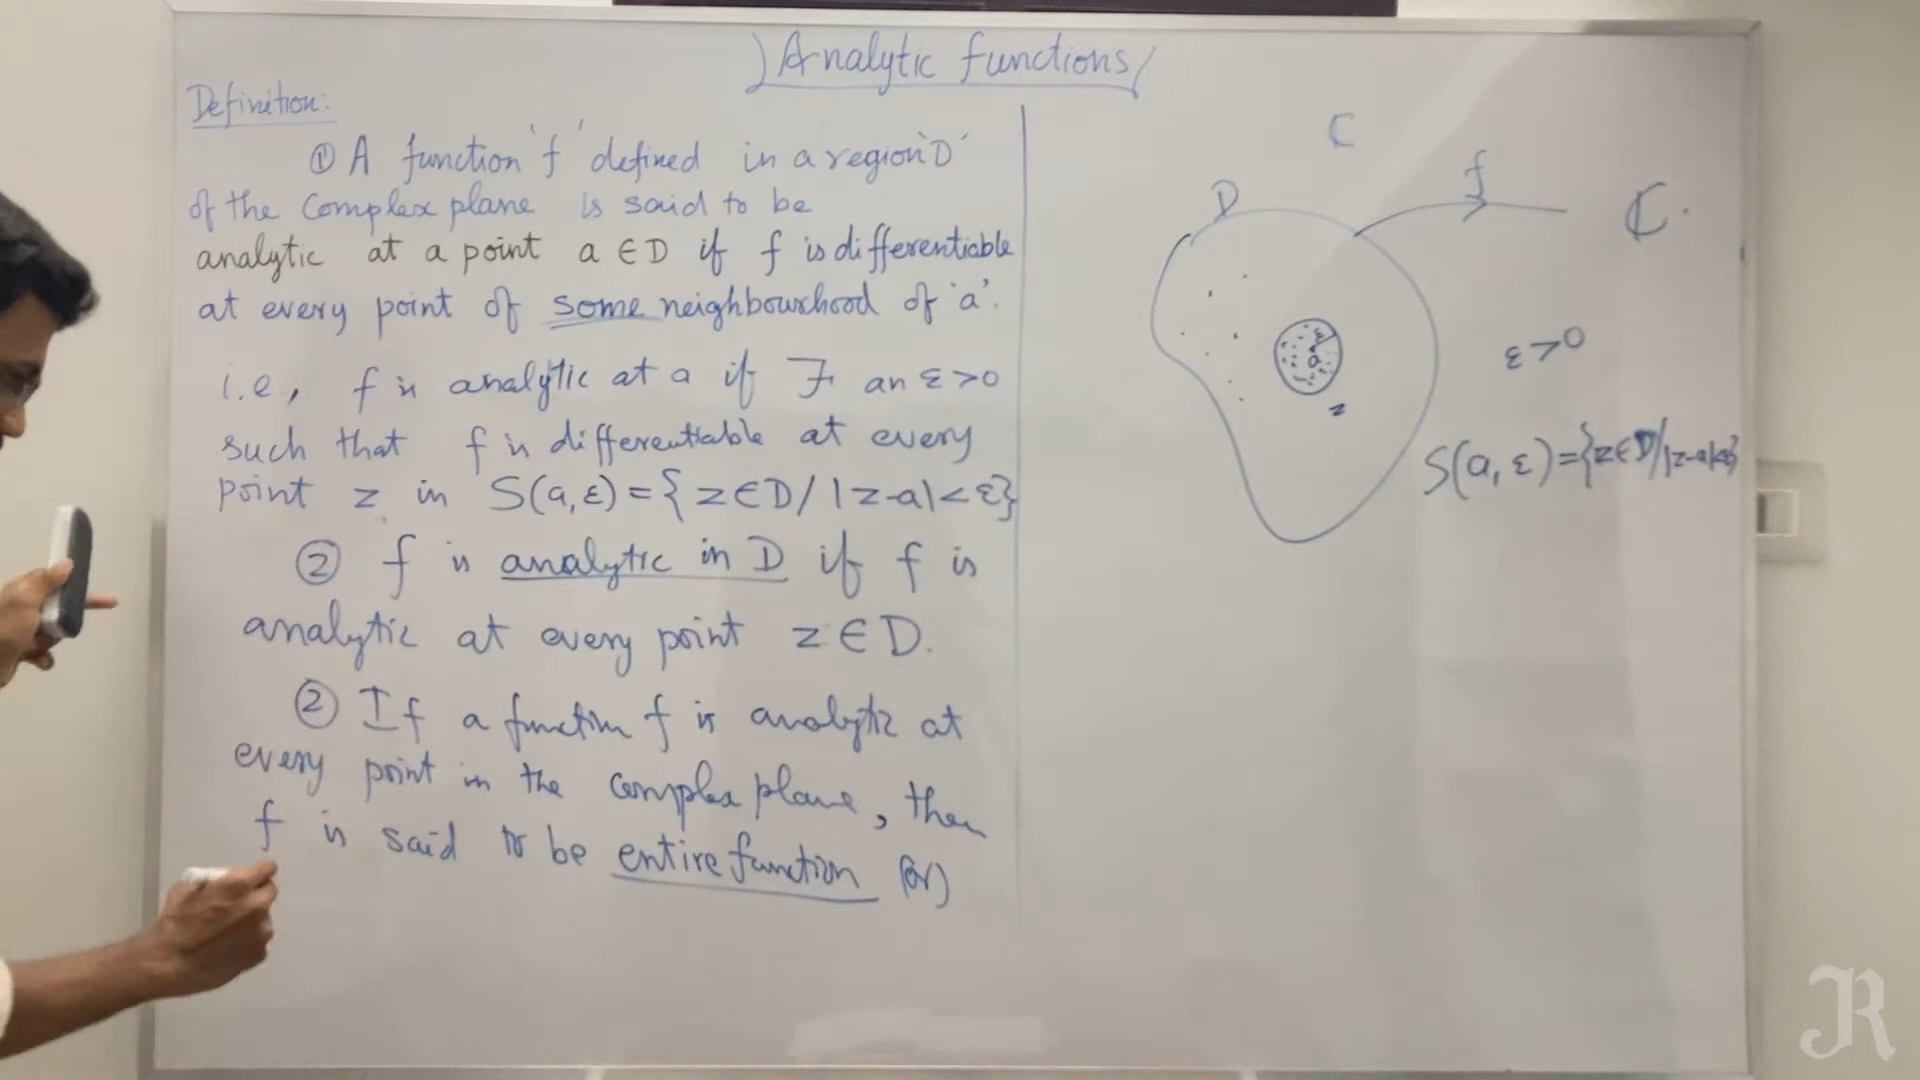 Analytic functions
Definition:
① A function 'f' defined in a region 'D'
of the Complex plane is said to be
analytic at a point a ∈ D if f is differentiable
at every point of some neighbourhood of 'a'.
i.e., f is analytic at a if ∃ an ε>0
such that f is differentiable at every
point z in S(a,ε) = { z∈D / |z-a| < ε}
② f is analytic in D if f is
analytic at every point z ∈ D.
② If a function f is analytic at
every point in the complex plane, then
f is said to be entire function (or)
ℂ
D
f
ℂ.
ε
a
z
ε>0
S(a, ε) = {z∈D/|z-a|<ε}
JR